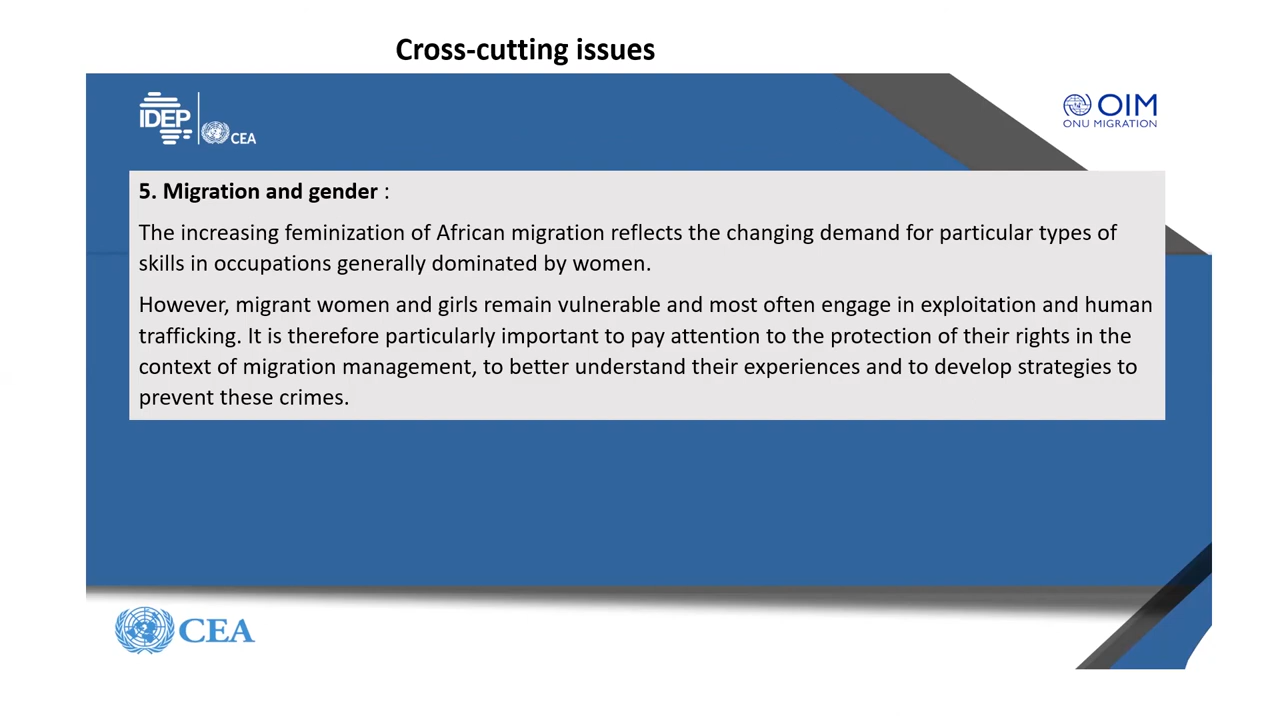 Cross-cutting issues
IDEP
CEA
OIM
ONU MIGRATION
5. Migration and gender :
The increasing feminization of African migration reflects the changing demand for particular types of
skills in occupations generally dominated by women.
However, migrant women and girls remain vulnerable and most often engage in exploitation and human
trafficking. It is therefore particularly important to pay attention to the protection of their rights in the
context of migration management, to better understand their experiences and to develop strategies to
prevent these crimes.
CEA